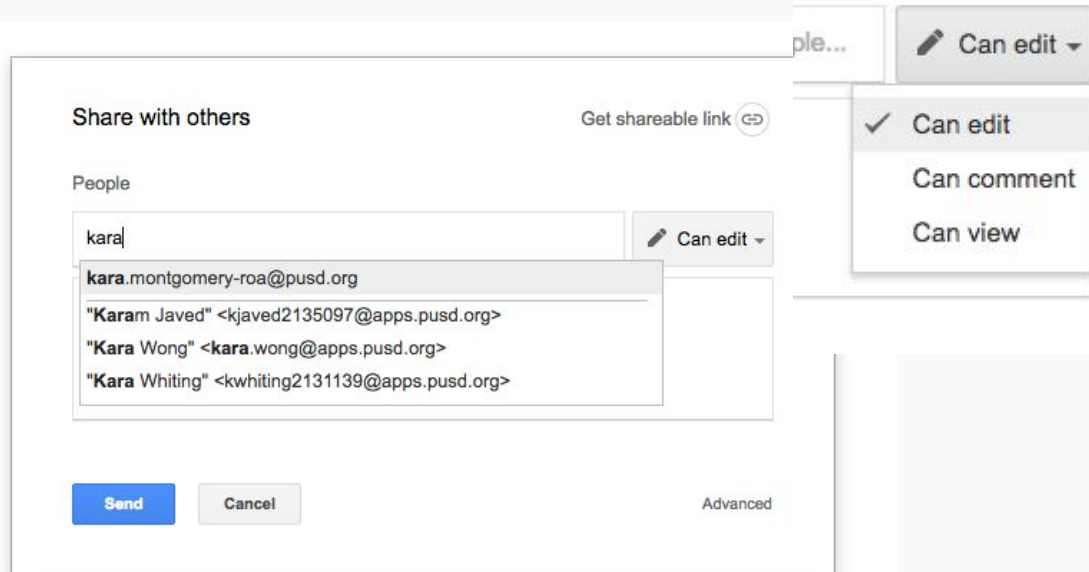 Share with others
Get shareable link
People
kara
Can edit
kara.montgomery-roa@pusd.org
"Karam Javed" <kjaved2135097@apps.pusd.org>
"Kara Wong" <kara.wong@apps.pusd.org>
"Kara Whiting" <kwhiting2131139@apps.pusd.org>
Send
Cancel
Advanced
ple...
Can edit
Can edit
Can comment
Can view